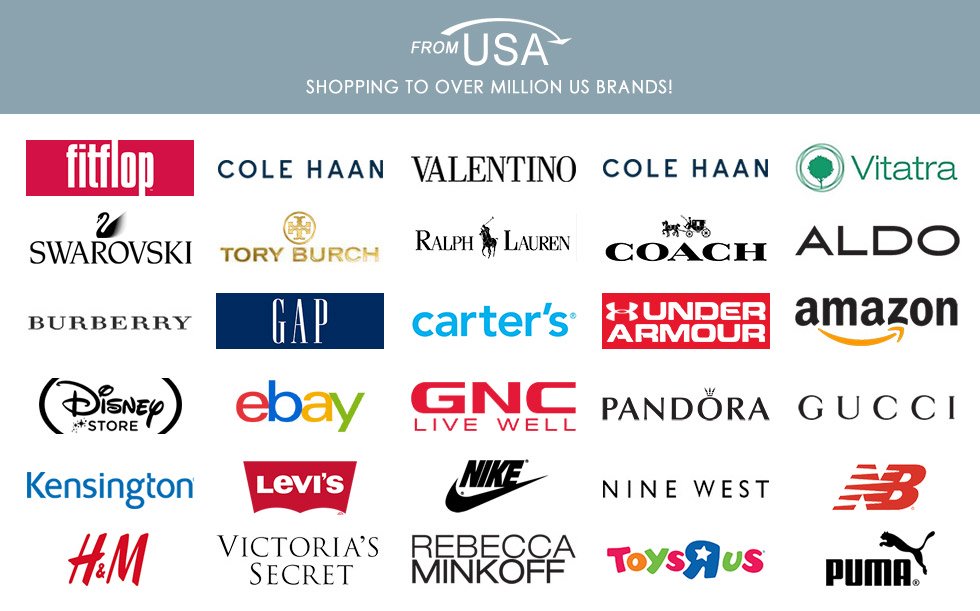 FROM USA
SHOPPING TO OVER MILLION US BRANDS!
fitflop
COLE HAAN
VALENTINO
COLE HAAN
Vitatra
SWAROVSKI
TORY BURCH
RALPH LAUREN
COACH
ALDO
BURBERRY
GAP
carter's®
UNDER
ARMOUR
amazon
Disney
STORE
ebay
GNC
LIVE WELL
PANDORA
GUCCI
Kensington
LEVI'S
NIKE
NINE WEST
NB
H&M
VICTORIA'S
SECRET
REBECCA
MINKOFF
TOYS R US
PUMA®